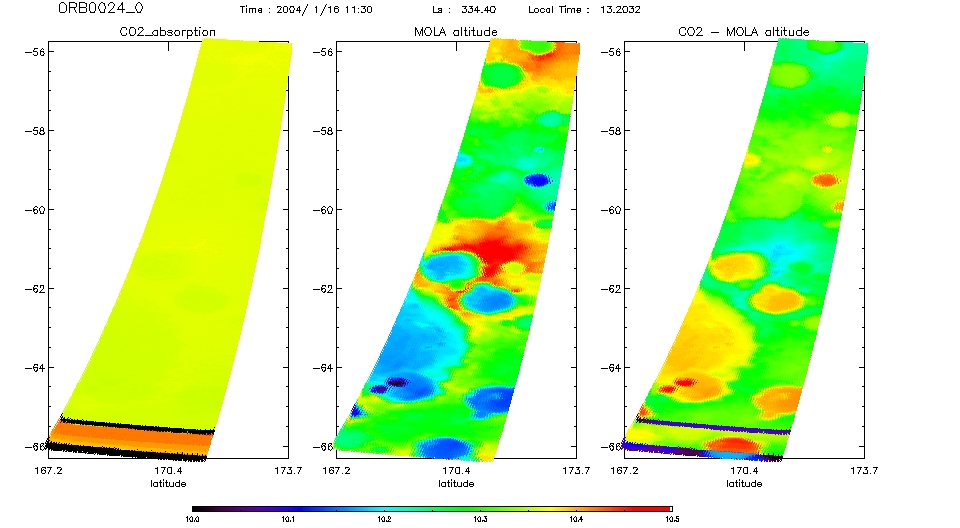 ORB0024_0 Time : 2004/ 1/16 11:30 Ls : 334.40 Local Time : 13.2032
CO2_absorption MOLA altitude CO2 - MOLA altitude
-56 -56 -56
-58 -58 -58
-60 -60 -60
-62 -62 -62
-64 -64 -64
-66 -66 -66
167.2 170.4 173.7 167.2 170.4 173.7 167.2 170.4 173.7
latitude latitude latitude
10.0 10.1 10.2 10.3 10.4 10.5